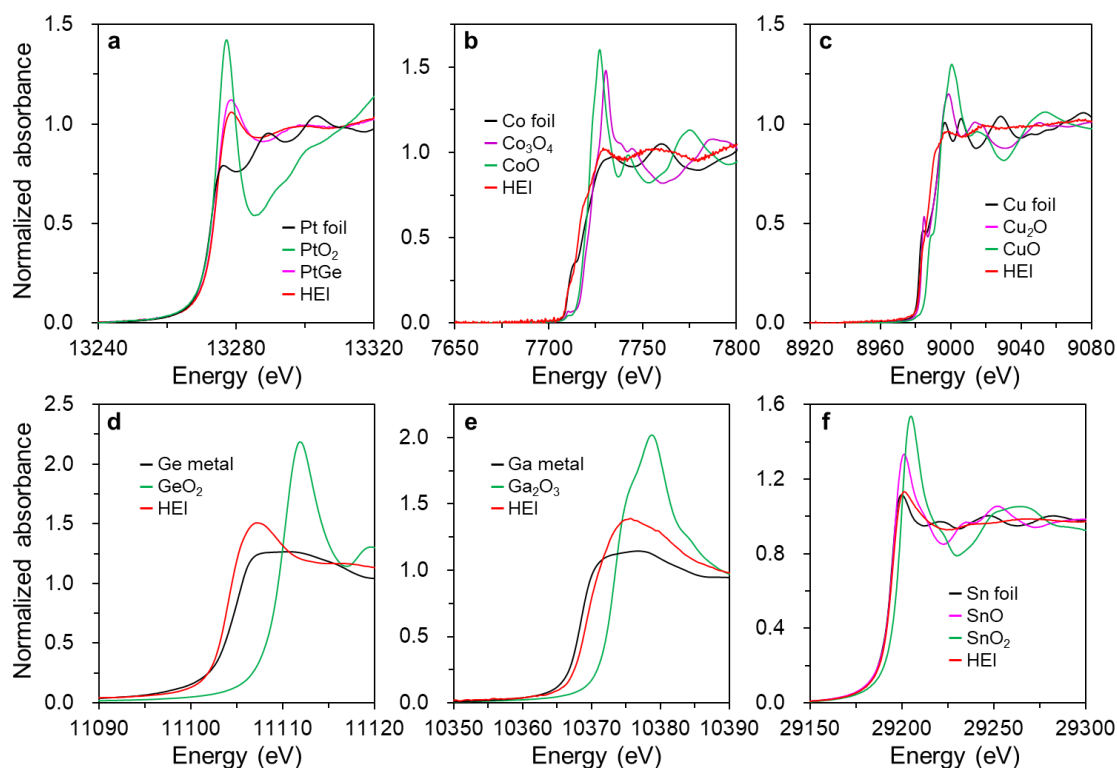 a
b
c
Normalized absorbance
1.5
1.0
0.5
0.0
Pt foil
PtO₂
PtGe
HEI
13240
13280
13320
Energy (eV)
1.5
1.0
0.5
0.0
Co foil
Co₃O₄
CoO
HEI
7650
7700
7750
7800
Energy (eV)
1.5
1.0
0.5
0.0
Cu foil
Cu₂O
CuO
HEI
8920
8960
9000
9040
9080
Energy (eV)
d
e
f
Normalized absorbance
2.5
2.0
1.5
1.0
0.5
0.0
Ge metal
GeO₂
HEI
11090
11100
11110
11120
Energy (eV)
2.0
1.5
1.0
0.5
0.0
Ga metal
Ga₂O₃
HEI
10350
10360
10370
10380
10390
Energy (eV)
1.6
1.2
0.8
0.4
0.0
Sn foil
SnO
SnO₂
HEI
29150
29200
29250
29300
Energy (eV)